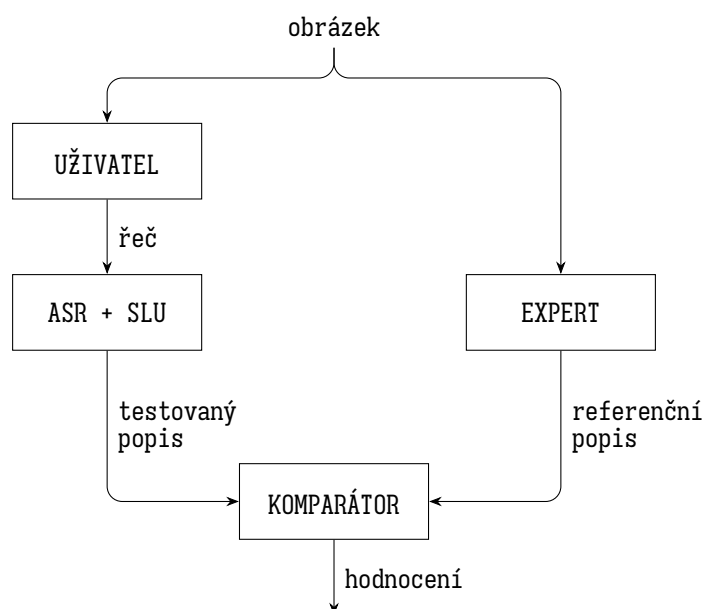 obrázek
UŽIVATEL
řeč
ASR + SLU
EXPERT
testovaný
popis
referenční
popis
KOMPARÁTOR
hodnocení